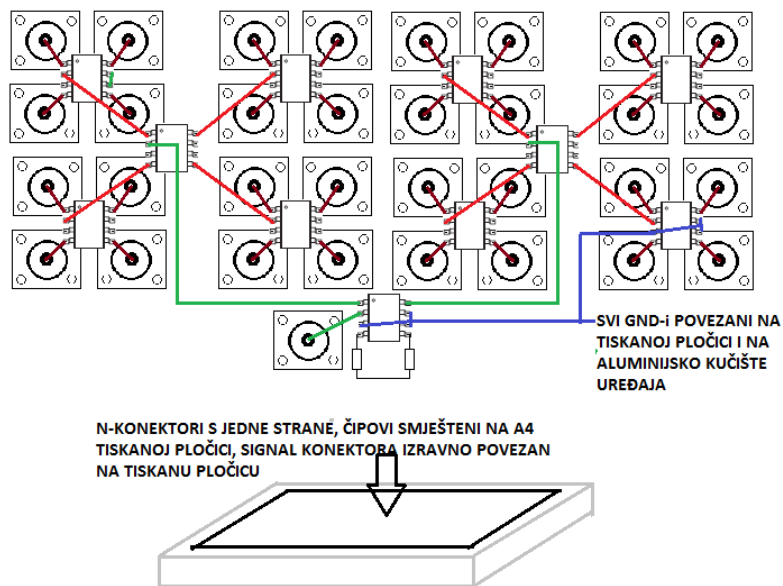 SVI GND-i POVEZANI NA
TISKANOJ PLOČICI I NA
ALUMINIJSKO KUČIŠTE
UREĐAJA
N-KONEKTORI S JEDNE STRANE, ČIPOVI SMJEŠTENI NA A4
TISKANOJ PLOČICI, SIGNAL KONEKTORA IZRAVNO POVEZAN
NA TISKANU PLOČICU